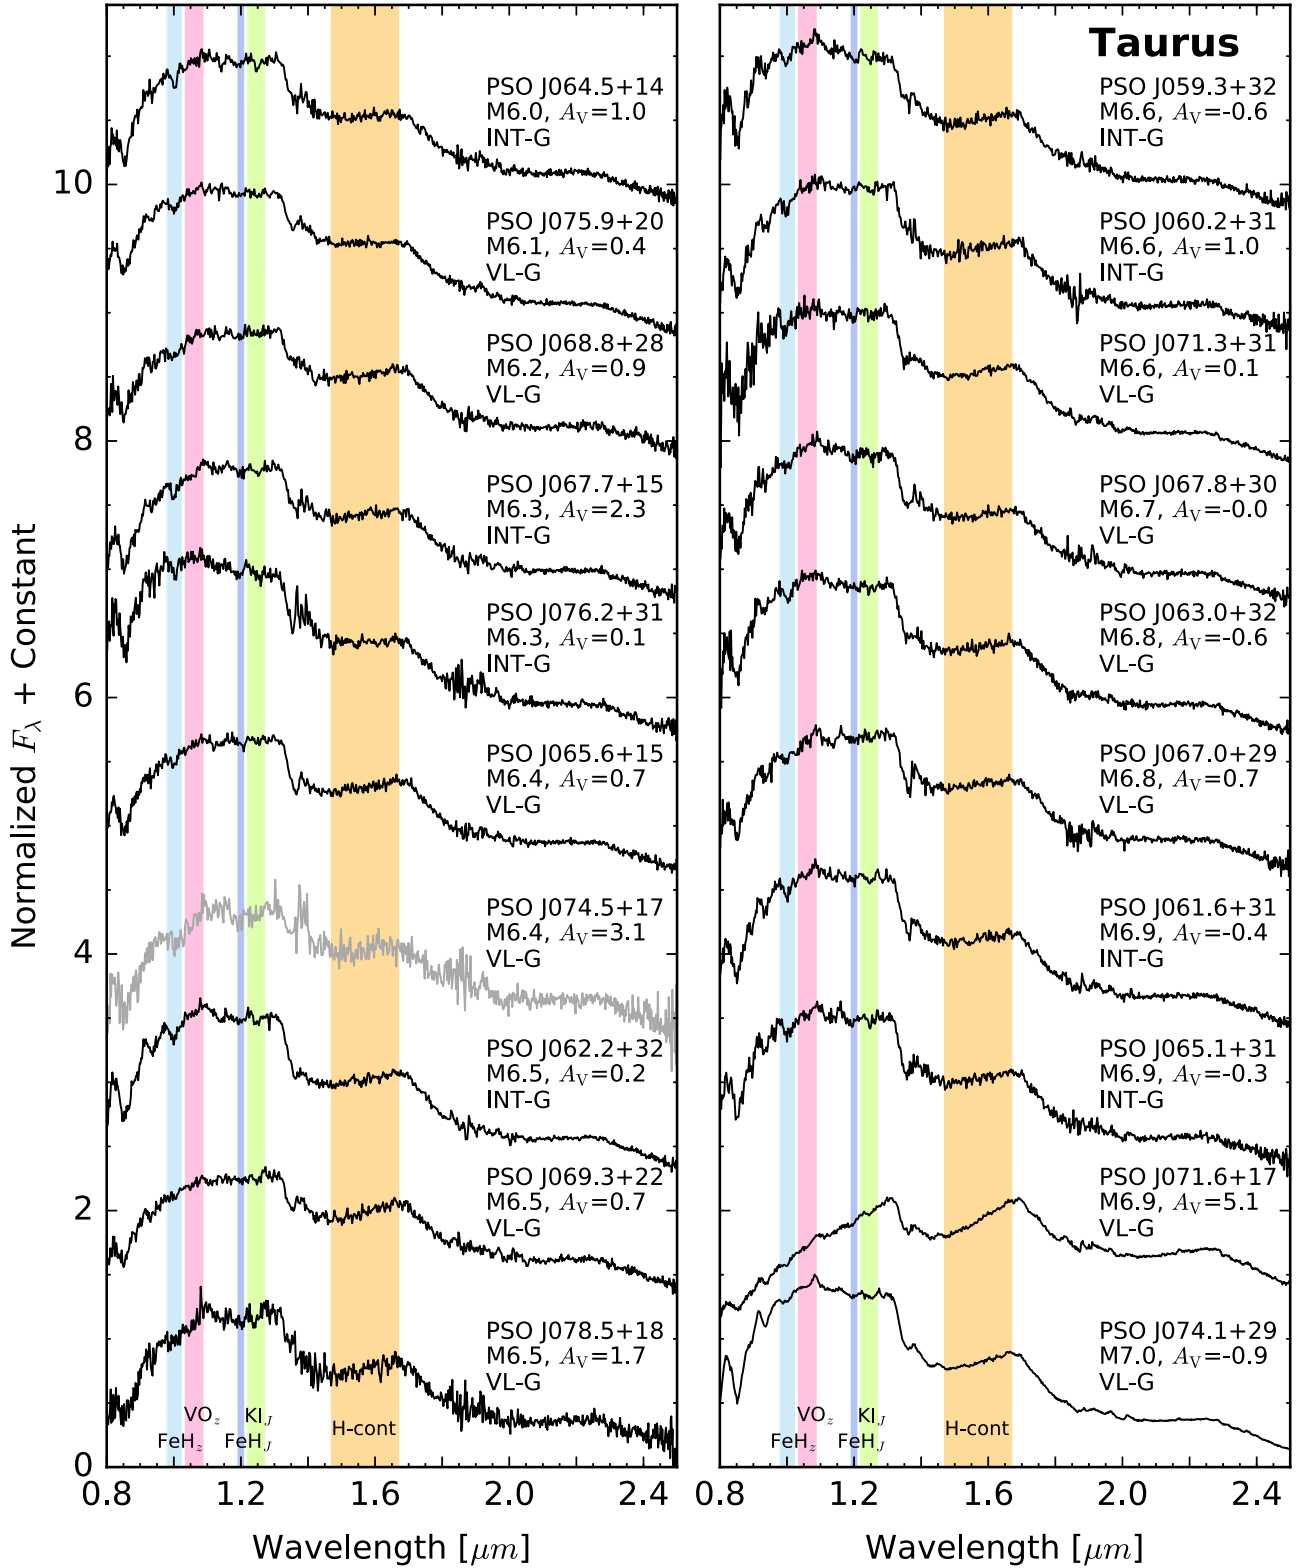 Taurus
Normalized F_λ + Constant
10
8
6
4
2
0
PSO J064.5+14
M6.0, A_V=1.0
INT-G
PSO J075.9+20
M6.1, A_V=0.4
VL-G
PSO J068.8+28
M6.2, A_V=0.9
VL-G
PSO J067.7+15
M6.3, A_V=2.3
INT-G
PSO J076.2+31
M6.3, A_V=0.1
INT-G
PSO J065.6+15
M6.4, A_V=0.7
VL-G
PSO J074.5+17
M6.4, A_V=3.1
VL-G
PSO J062.2+32
M6.5, A_V=0.2
INT-G
PSO J069.3+22
M6.5, A_V=0.7
VL-G
PSO J078.5+18
M6.5, A_V=1.7
VL-G
VO_z KI_J
FeH_z FeH_J H-cont
0.8 1.2 1.6 2.0 2.4
Wavelength [μm]
PSO J059.3+32
M6.6, A_V=-0.6
INT-G
PSO J060.2+31
M6.6, A_V=1.0
INT-G
PSO J071.3+31
M6.6, A_V=0.1
VL-G
PSO J067.8+30
M6.7, A_V=-0.0
VL-G
PSO J063.0+32
M6.8, A_V=-0.6
VL-G
PSO J067.0+29
M6.8, A_V=0.7
VL-G
PSO J061.6+31
M6.9, A_V=-0.4
INT-G
PSO J065.1+31
M6.9, A_V=-0.3
INT-G
PSO J071.6+17
M6.9, A_V=5.1
VL-G
PSO J074.1+29
M7.0, A_V=-0.9
VL-G
VO_z KI_J
FeH_z FeH_J H-cont
0.8 1.2 1.6 2.0 2.4
Wavelength [μm]